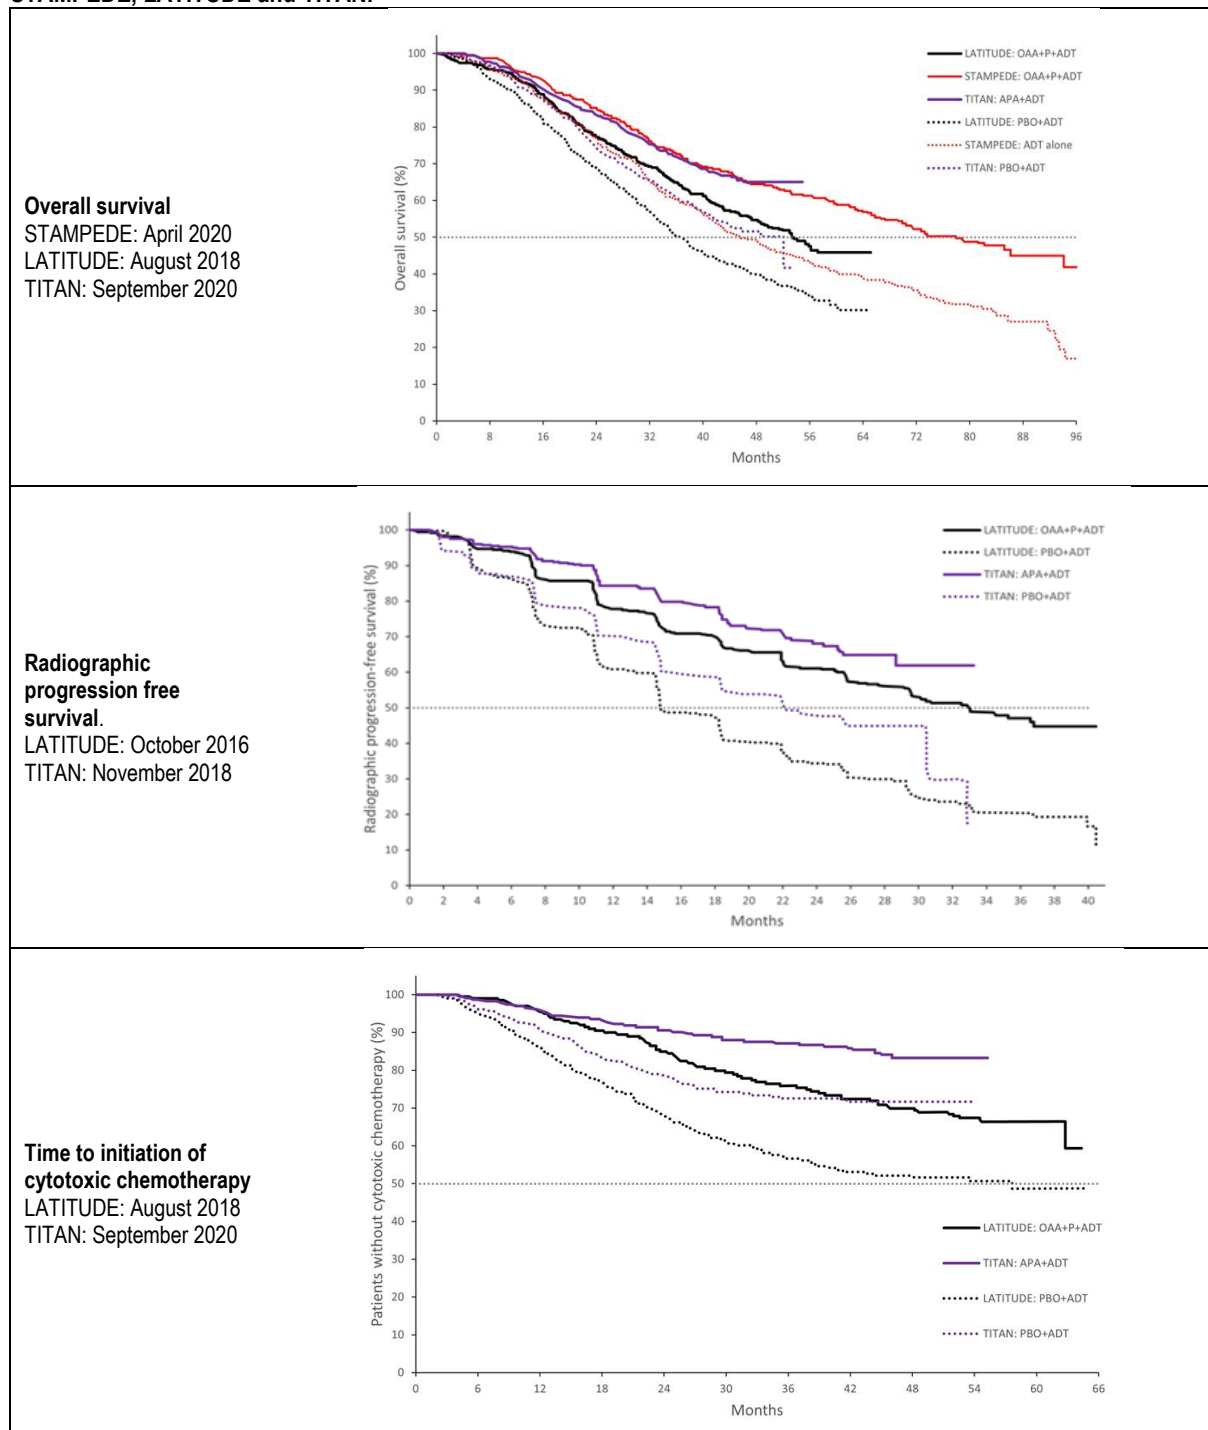 STAMPEDE, LATITUDE and TITAN.
Overall survival
STAMPEDE: April 2020
LATITUDE: August 2018
TITAN: September 2020
Overall survival (%)
100
90
80
70
60
50
40
30
20
10
0
0 8 16 24 32 40 48 56 64 72 80 88 96
Months
LATITUDE: OAA+P+ADT
STAMPEDE: OAA+P+ADT
TITAN: APA+ADT
LATITUDE: PBO+ADT
STAMPEDE: ADT alone
TITAN: PBO+ADT
Radiographic
progression free
survival.
LATITUDE: October 2016
TITAN: November 2018
Radiographic progression-free survival (%)
100
90
80
70
60
50
40
30
20
10
0
0 2 4 6 8 10 12 14 16 18 20 22 24 26 28 30 32 34 36 38 40
Months
LATITUDE: OAA+P+ADT
LATITUDE: PBO+ADT
TITAN: APA+ADT
TITAN: PBO+ADT
Time to initiation of
cytotoxic chemotherapy
LATITUDE: August 2018
TITAN: September 2020
Patients without cytotoxic chemotherapy (%)
100
90
80
70
60
50
40
30
20
10
0
0 6 12 18 24 30 36 42 48 54 60 66
Months
LATITUDE: OAA+P+ADT
TITAN: APA+ADT
LATITUDE: PBO+ADT
TITAN: PBO+ADT